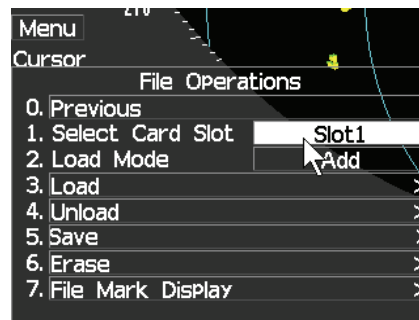 Menu
Cursor
File Operations
0. Previous
1. Select Card Slot Slot1
2. Load Mode Add
3. Load >
4. Unload >
5. Save >
6. Erase >
7. File Mark Display >